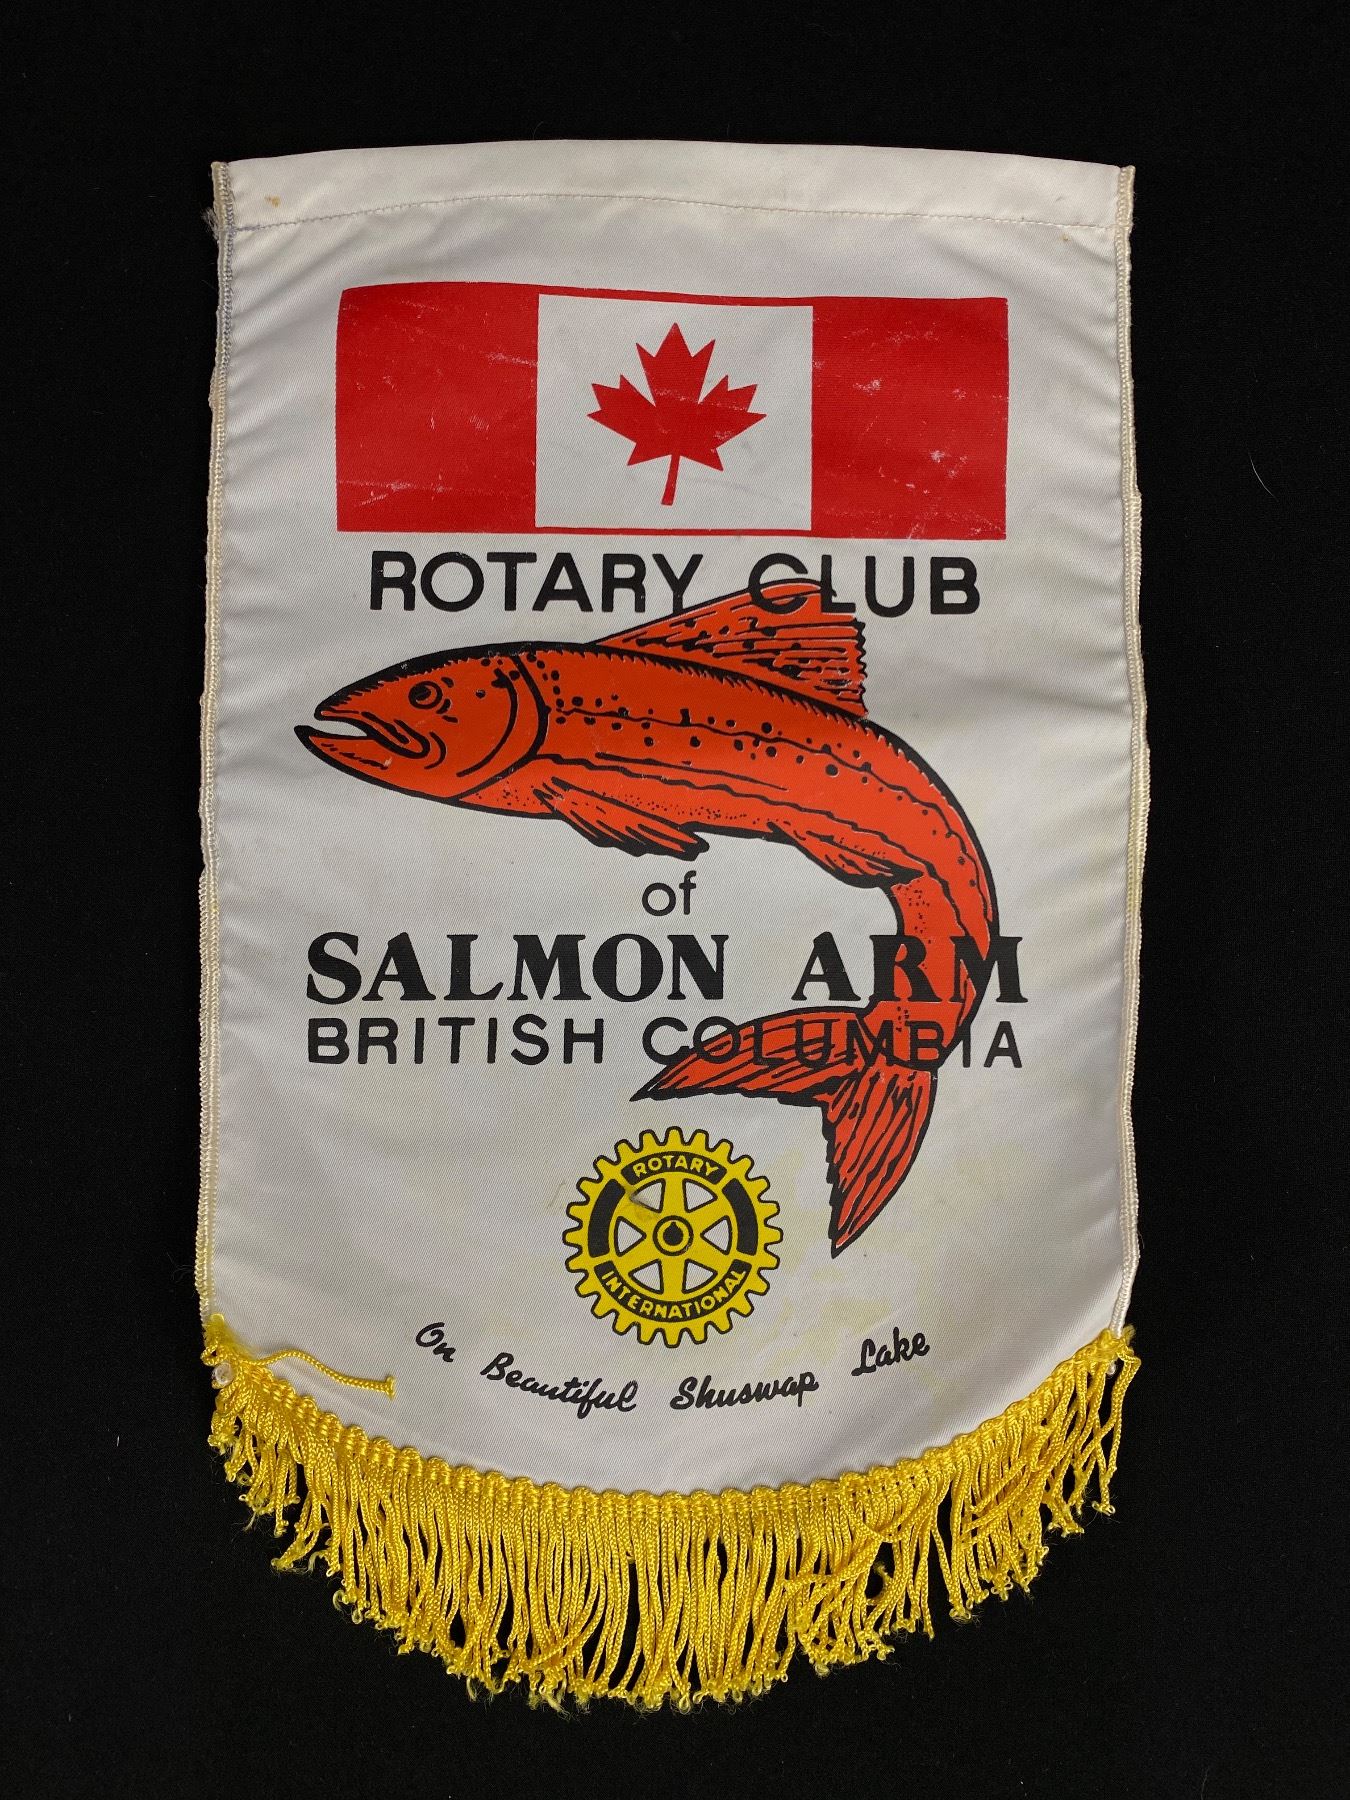 ROTARY CLUB
of
SALMON ARM
BRITISH COLUMBIA
ROTARY
INTERNATIONAL
On Beautiful Shuswap Lake